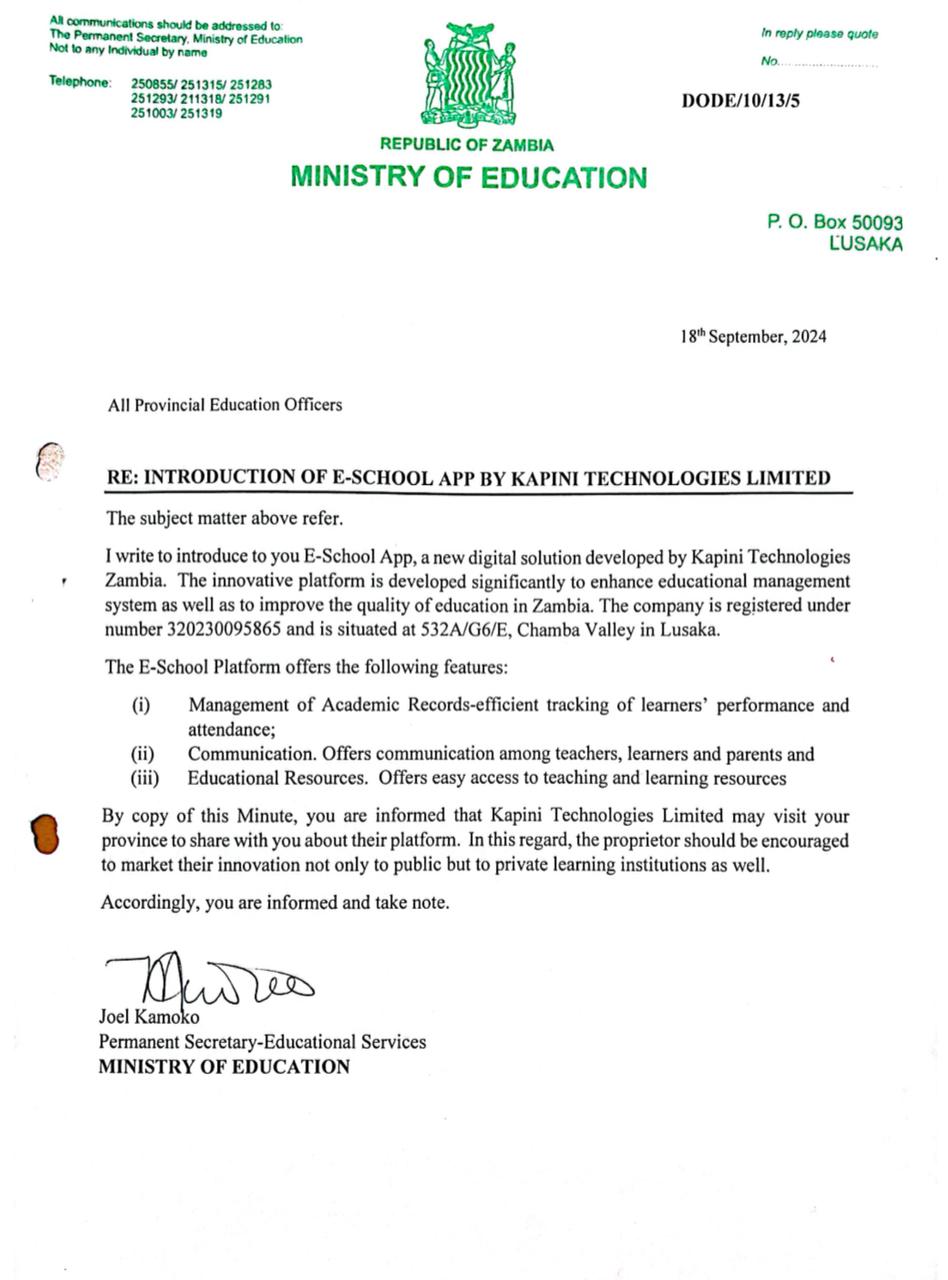 All communications should be addressed to:
The Permanent Secretary, Ministry of Education
Not to any Individual by name
Telephone: 250855/ 251315/ 251283
251293/ 211318/ 251291
251003/ 251319
In reply please quote
No.........................
DODE/10/13/5
REPUBLIC OF ZAMBIA
MINISTRY OF EDUCATION
P. O. Box 50093
LUSAKA
18th September, 2024
All Provincial Education Officers
RE: INTRODUCTION OF E-SCHOOL APP BY KAPINI TECHNOLOGIES LIMITED
The subject matter above refer.
I write to introduce to you E-School App, a new digital solution developed by Kapini Technologies
Zambia. The innovative platform is developed significantly to enhance educational management
system as well as to improve the quality of education in Zambia. The company is registered under
number 320230095865 and is situated at 532A/G6/E, Chamba Valley in Lusaka.
The E-School Platform offers the following features:
(i) Management of Academic Records-efficient tracking of learners' performance and
attendance;
(ii) Communication. Offers communication among teachers, learners and parents and
(iii) Educational Resources. Offers easy access to teaching and learning resources
By copy of this Minute, you are informed that Kapini Technologies Limited may visit your
province to share with you about their platform. In this regard, the proprietor should be encouraged
to market their innovation not only to public but to private learning institutions as well.
Accordingly, you are informed and take note.
Joel Kamoko
Permanent Secretary-Educational Services
MINISTRY OF EDUCATION